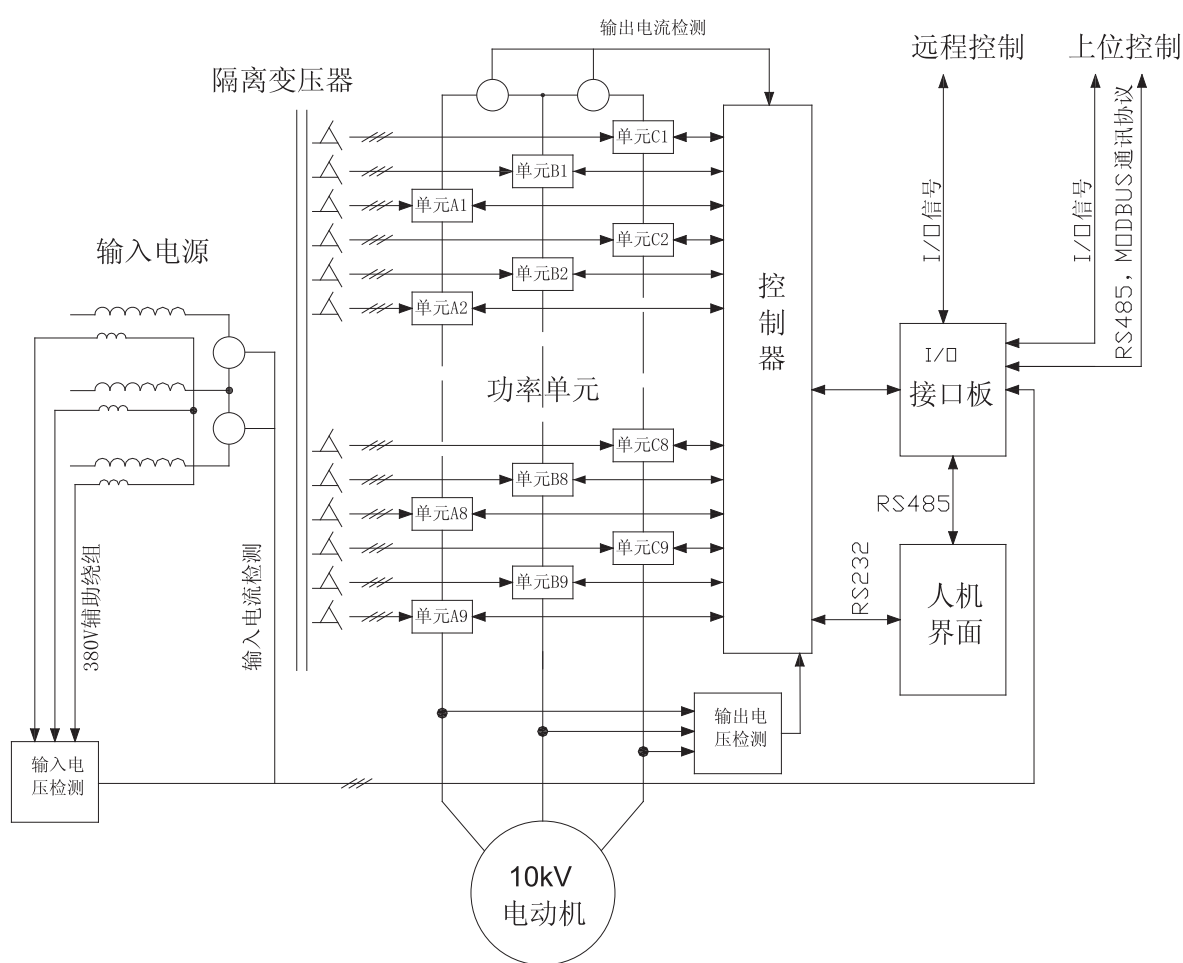 输出电流检测
远程控制
上位控制
隔离变压器
单元C1
单元B1
单元A1
单元C2
单元B2
单元A2
输入电源
控
制
器
I/O信号
I/O信号
RS485，MODBUS通讯协议
I/O
接口板
功率单元
单元C8
单元B8
单元A8
单元C9
单元B9
单元A9
RS485
RS232
人机
界面
380V辅助绕组
输入电流检测
输出电
压检测
输入电
压检测
10kV
电动机